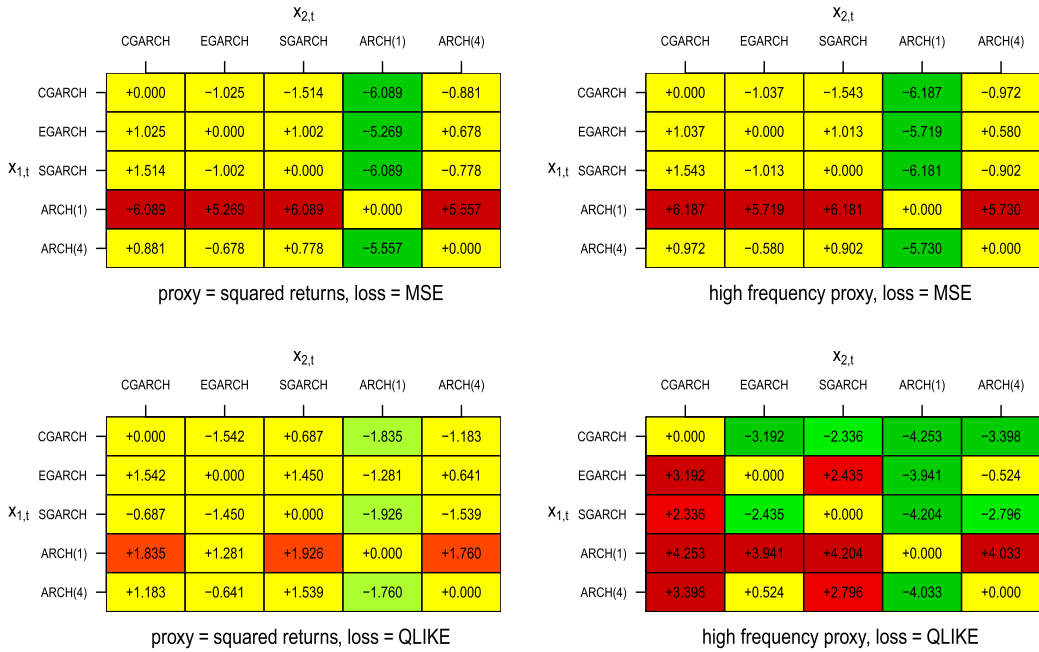 x2,t
CGARCH EGARCH SGARCH ARCH(1) ARCH(4)
CGARCH +0.000 −1.025 −1.514 −6.089 −0.881
EGARCH +1.025 +0.000 +1.002 −5.269 +0.678
x1,t SGARCH +1.514 −1.002 +0.000 −6.089 −0.778
ARCH(1) +6.089 +5.269 +6.089 +0.000 +5.557
ARCH(4) +0.881 −0.678 +0.778 −5.557 +0.000
proxy = squared returns, loss = MSE
x2,t
CGARCH EGARCH SGARCH ARCH(1) ARCH(4)
CGARCH +0.000 −1.037 −1.543 −6.187 −0.972
EGARCH +1.037 +0.000 +1.013 −5.719 +0.580
x1,t SGARCH +1.543 −1.013 +0.000 −6.181 −0.902
ARCH(1) +6.187 +5.719 +6.181 +0.000 +5.730
ARCH(4) +0.972 −0.580 +0.902 −5.730 +0.000
high frequency proxy, loss = MSE
x2,t
CGARCH EGARCH SGARCH ARCH(1) ARCH(4)
CGARCH +0.000 −1.542 +0.687 −1.835 −1.183
EGARCH +1.542 +0.000 +1.450 −1.281 +0.641
x1,t SGARCH −0.687 −1.450 +0.000 −1.926 −1.539
ARCH(1) +1.835 +1.281 +1.926 +0.000 +1.760
ARCH(4) +1.183 −0.641 +1.539 −1.760 +0.000
proxy = squared returns, loss = QLIKE
x2,t
CGARCH EGARCH SGARCH ARCH(1) ARCH(4)
CGARCH +0.000 −3.192 −2.336 −4.253 −3.398
EGARCH +3.192 +0.000 +2.435 −3.941 −0.524
x1,t SGARCH +2.336 −2.435 +0.000 −4.204 −2.796
ARCH(1) +4.253 +3.941 +4.204 +0.000 +4.033
ARCH(4) +3.398 +0.524 +2.796 −4.033 +0.000
high frequency proxy, loss = QLIKE